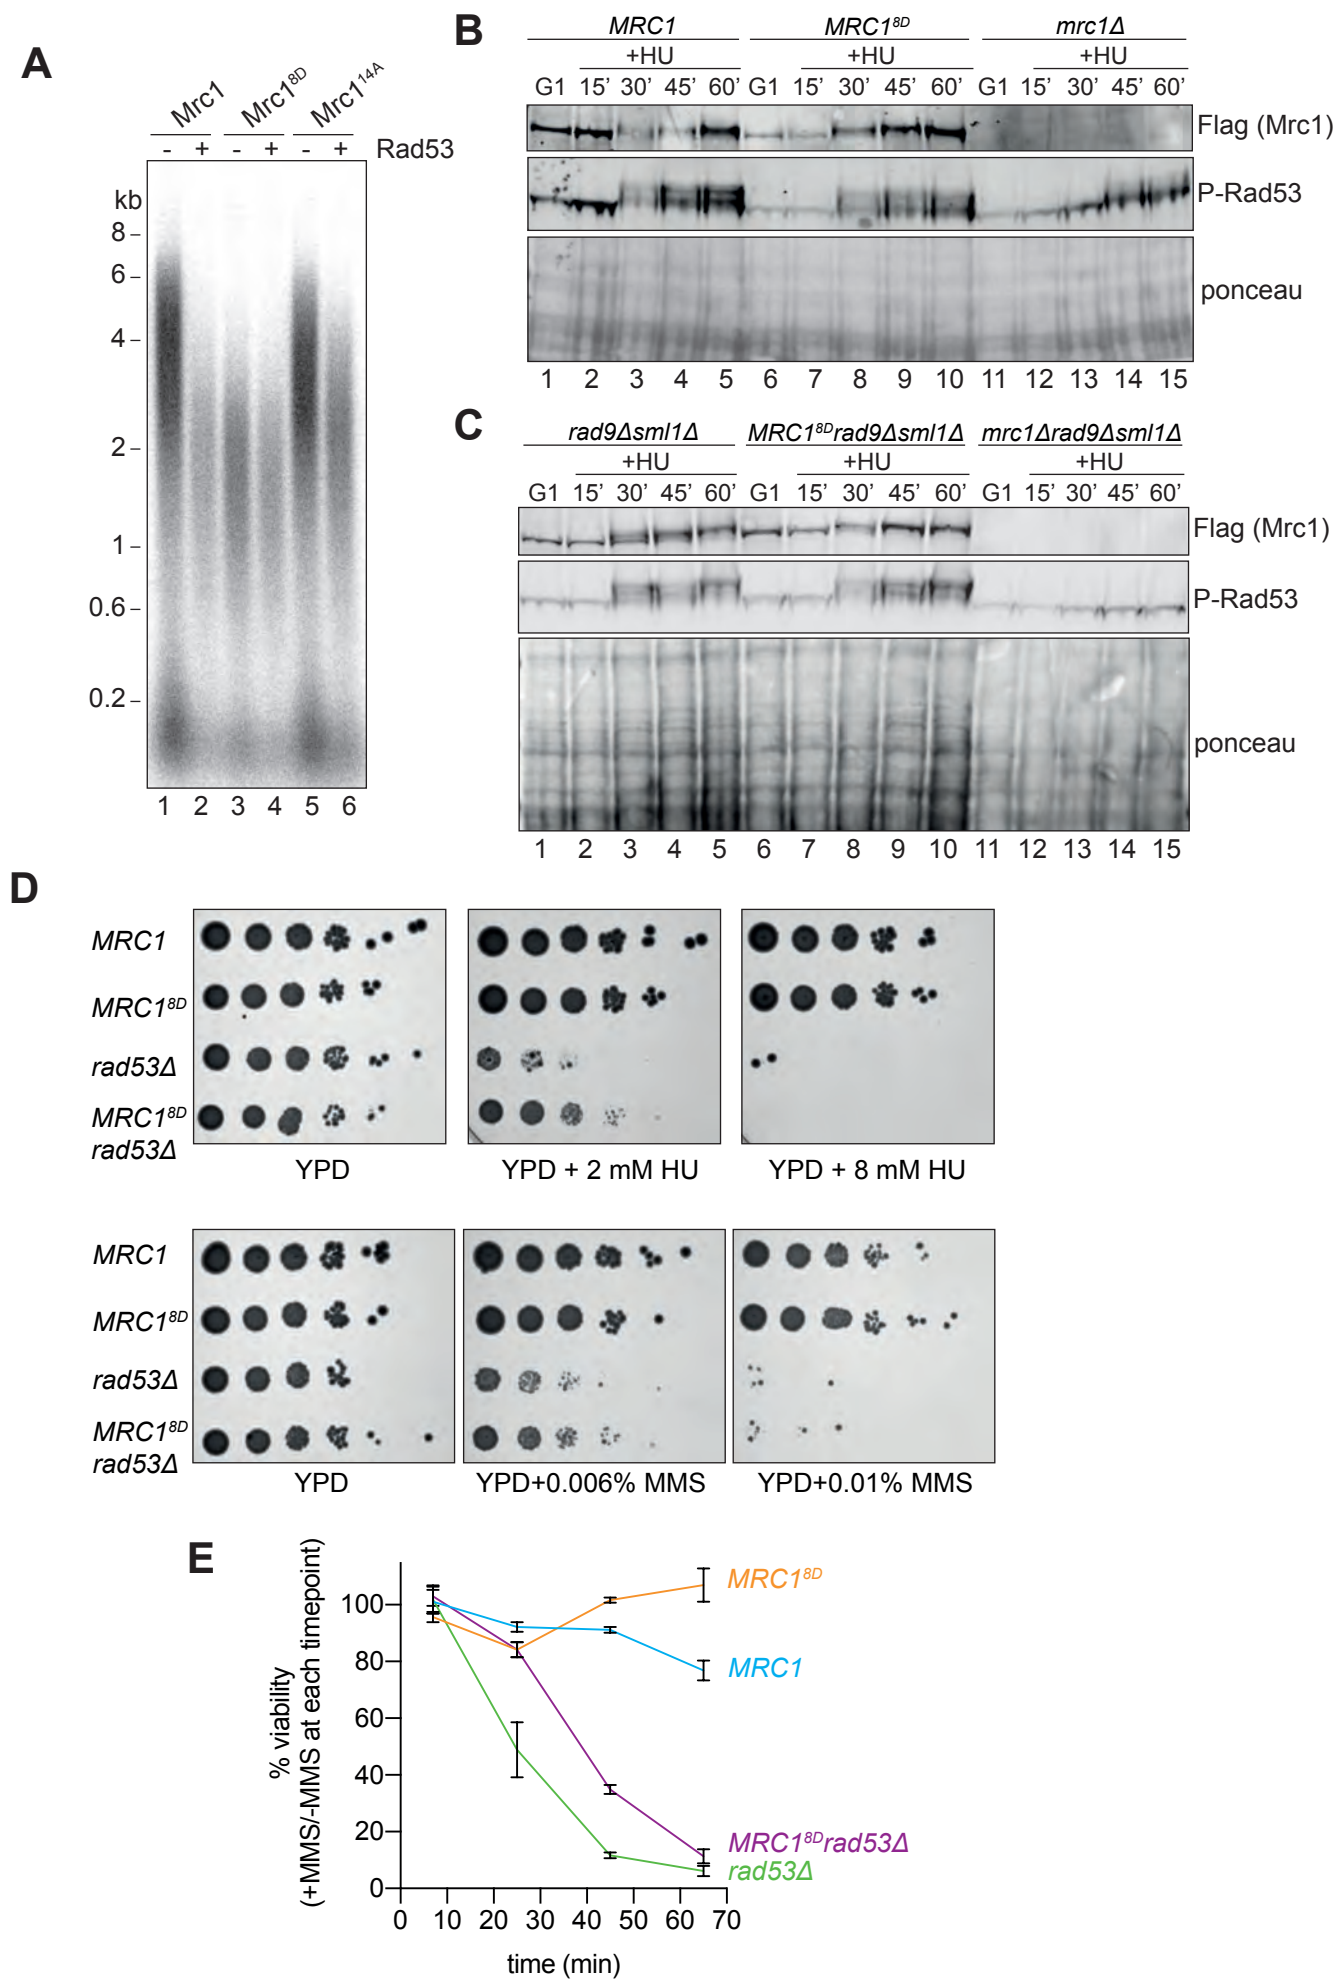 A
Mrc1 Mrc1^8D Mrc1^14A
- + - + - + Rad53
kb
8
6
4
2
1
0.6
0.2
1 2 3 4 5 6
B
MRC1 MRC1^8D mrc1Δ
+HU +HU +HU
G1 15’ 30’ 45’ 60’ G1 15’ 30’ 45’ 60’ G1 15’ 30’ 45’ 60’
Flag (Mrc1)
P-Rad53
ponceau
1 2 3 4 5 6 7 8 9 10 11 12 13 14 15
C
rad9Δsml1Δ MRC1^8Drad9Δsml1Δ mrc1Δrad9Δsml1Δ
+HU +HU +HU
G1 15’ 30’ 45’ 60’ G1 15’ 30’ 45’ 60’ G1 15’ 30’ 45’ 60’
Flag (Mrc1)
P-Rad53
ponceau
1 2 3 4 5 6 7 8 9 10 11 12 13 14 15
D
MRC1
MRC1^8D
rad53Δ
MRC1^8D
rad53Δ
YPD YPD + 2 mM HU YPD + 8 mM HU
MRC1
MRC1^8D
rad53Δ
MRC1^8D
rad53Δ
YPD YPD+0.006% MMS YPD+0.01% MMS
E
% viability
(+MMS/-MMS at each timepoint)
100
80
60
40
20
0
MRC1^8D
MRC1
MRC1^8Drad53Δ
rad53Δ
0 10 20 30 40 50 60 70
time (min)